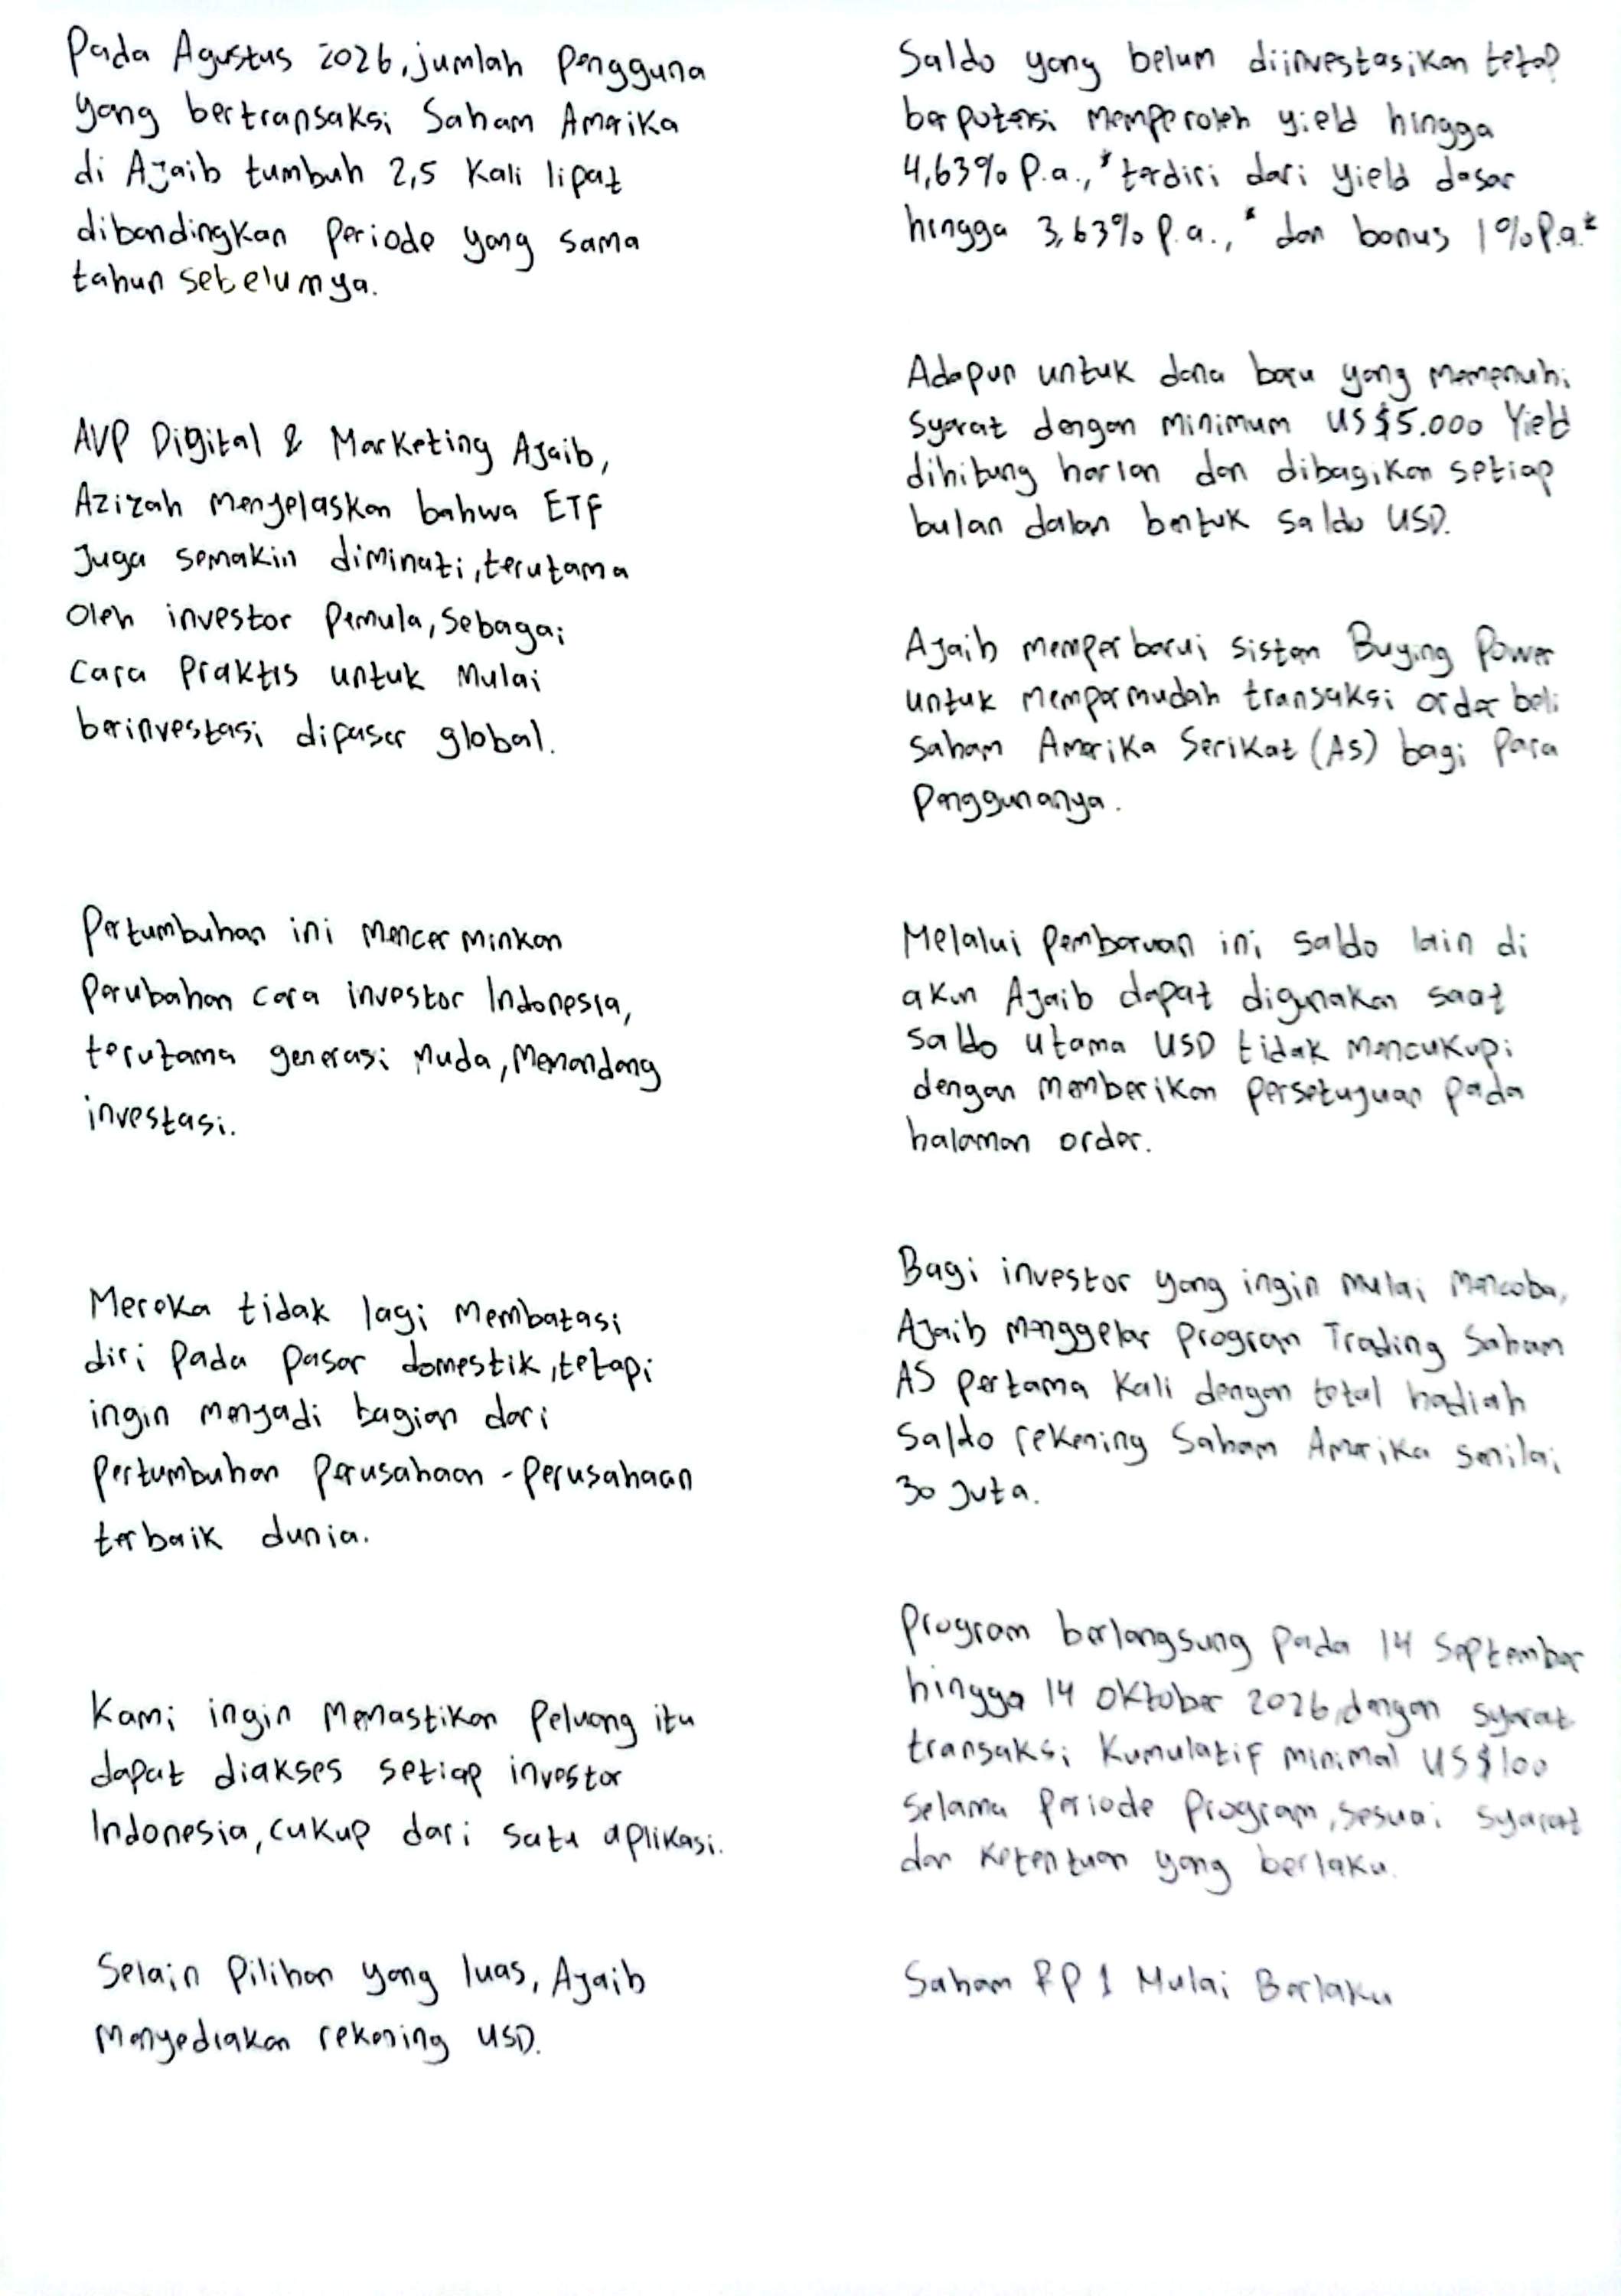 Pada Agustus 2026, jumlah Pengguna
yang bertransaksi Saham Amerika
di Ajaib tumbuh 2,5 Kali lipat
dibandingkan Periode yang sama
tahun sebelumnya.
AVP Digital & Marketing Ajaib,
Azizah Menjelaskan bahwa ETF
Juga semakin diminati, terutama
Oleh investor Pemula, Sebagai
Cara Praktis untuk Mulai
berinvestasi dipasar global.
Pertumbuhan ini Mencerminkan
Perubahan Cara investor Indonesia,
terutama generasi Muda, Memandang
investasi.
Mereka tidak lagi Membatasi
diri Pada Pasar domestik, tetapi
ingin Menjadi bagian dari
Pertumbuhan Perusahaan - Perusahaan
terbaik dunia.
Kami ingin Memastikan Peluang itu
dapat diakses setiap investor
Indonesia, cukup dari satu aplikasi.
Selain Pilihan yang luas, Ajaib
Menyediakan rekening USD.
Saldo yang belum diinvestasikan tetap
berpotensi Memperoleh yield hingga
4,63% P.a.,* terdiri dari yield dasar
hingga 3,63% P.a.,* dan bonus 1% P.a.*
Adapun untuk dana baru yang Memenuhi
Syarat dengan Minimum US$5.000 Yield
dihitung harian dan dibagikan setiap
bulan dalan bentuk saldo USD.
Ajaib Memperbarui sistem Buying Power
untuk Mempermudah transaksi order beli
Saham Amerika Serikat (AS) bagi Para
Penggunanya.
Melalui Pembaruan ini saldo lain di
akun Ajaib dapat digunakan saat
saldo utama USD tidak Mencukupi
dengan Memberikan Persetujuan Pada
halaman order.
Bagi investor yang ingin Mulai Mencoba,
Ajaib Menggelar Program Trading Saham
AS Pertama Kali dengan total hadiah
Saldo rekening Saham Amerika senilai
30 Juta.
Program berlangsung Pada 14 September
hingga 14 Oktober 2026, dengan syarat
transaksi Kumulatif Minimal US$100
Selama Periode Program, sesuai syarat
dan Ketentuan yang berlaku.
Saham RP 1 Mulai Berlaku